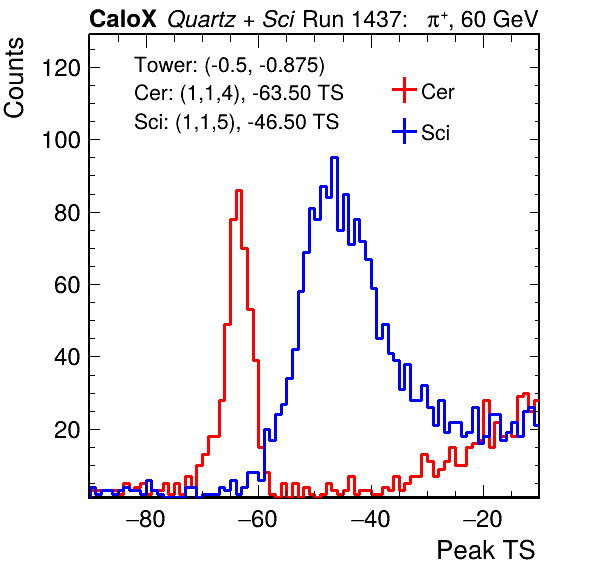 CaloX Quartz + Sci Run 1437: π+, 60 GeV
Counts
Tower: (-0.5, -0.875)
Cer: (1,1,4), -63.50 TS
Sci: (1,1,5), -46.50 TS
Cer
Sci
120
100
80
60
40
20
−80 −60 −40 −20
Peak TS